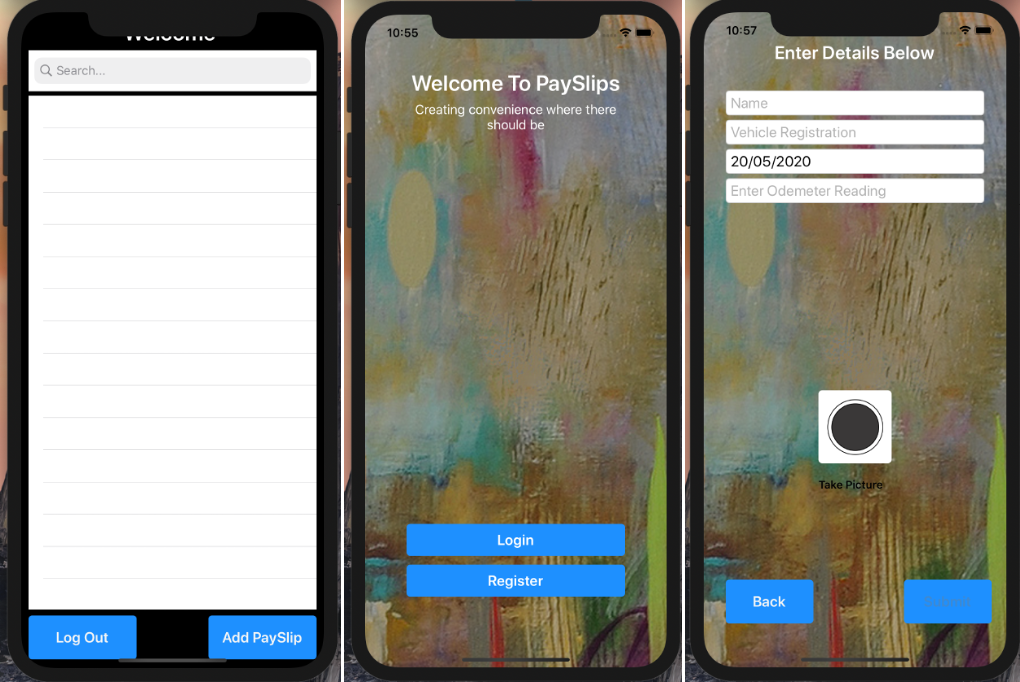 Welcome
Search...
Log Out
Add PaySlip
10:55
Welcome To PaySlips
Creating convenience where there
should be
Login
Register
10:57
Enter Details Below
Name
Vehicle Registration
20/05/2020
Enter Odemeter Reading
Take Picture
Back